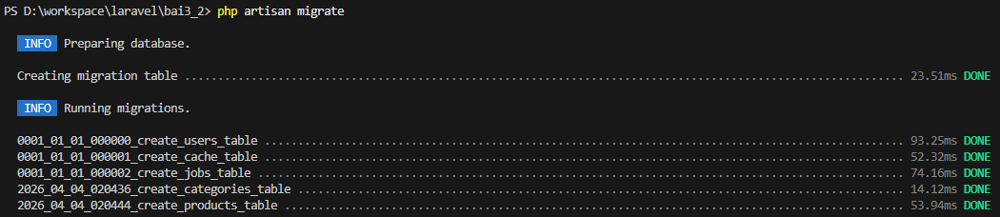 PS D:\workspace\laravel\bai3_2> php artisan migrate
INFO Preparing database.
Creating migration table ........................................................................................................... 23.51ms DONE
INFO Running migrations.
0001_01_01_000000_create_users_table ............................................................................................... 93.25ms DONE
0001_01_01_000001_create_cache_table ............................................................................................... 52.32ms DONE
0001_01_01_000002_create_jobs_table ................................................................................................ 74.16ms DONE
2026_04_04_020436_create_categories_table .......................................................................................... 14.12ms DONE
2026_04_04_020444_create_products_table ............................................................................................ 53.94ms DONE